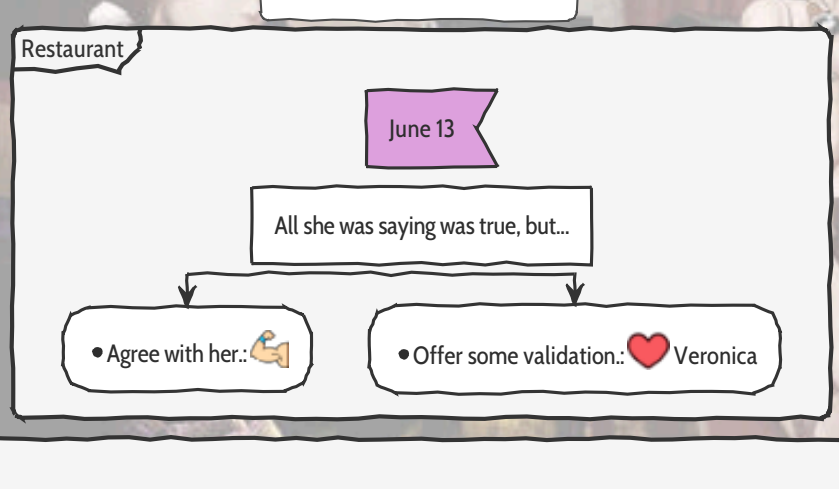 Restaurant
June 13
All she was saying was true, but...
• Agree with her.: 💪
• Offer some validation.: ❤️ Veronica